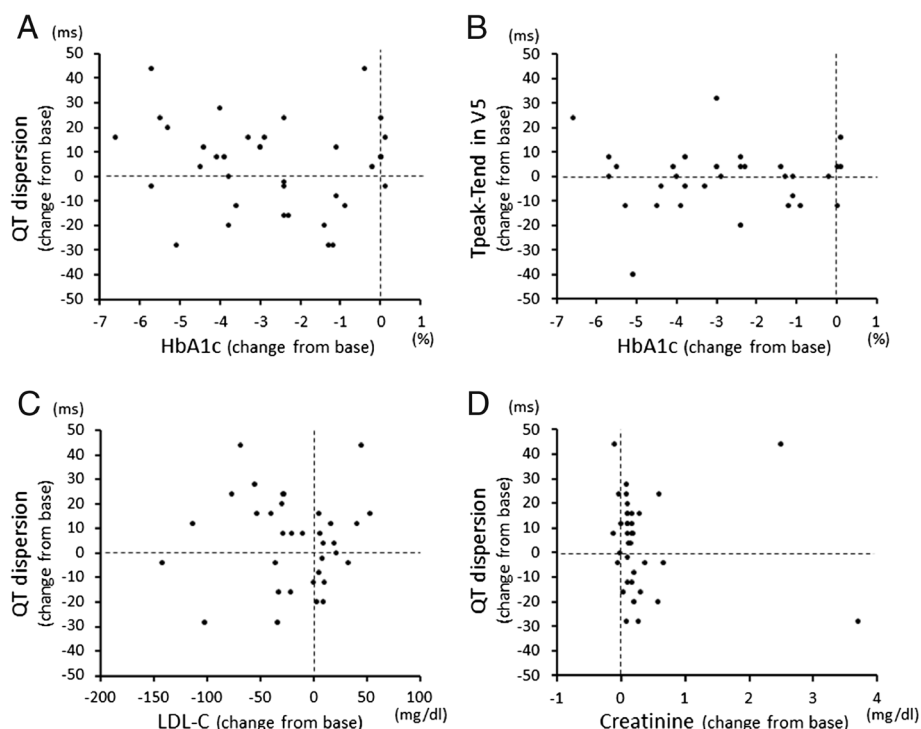 A
(ms)
50
40
30
20
10
0
-10
-20
-30
-40
-50
QT dispersion
(change from base)
-7 -6 -5 -4 -3 -2 -1 0 1
HbA1c (change from base)
(%)
B
(ms)
50
40
30
20
10
0
-10
-20
-30
-40
-50
Tpeak-Tend in V5
(change from base)
-7 -6 -5 -4 -3 -2 -1 0 1
HbA1c (change from base)
(%)
C
(ms)
50
40
30
20
10
0
-10
-20
-30
-40
-50
QT dispersion
(change from base)
-200 -150 -100 -50 0 50 100
LDL-C (change from base)
(mg/dl)
D
(ms)
50
40
30
20
10
0
-10
-20
-30
-40
-50
QT dispersion
(change from base)
-1 0 1 2 3 4
Creatinine (change from base)
(mg/dl)